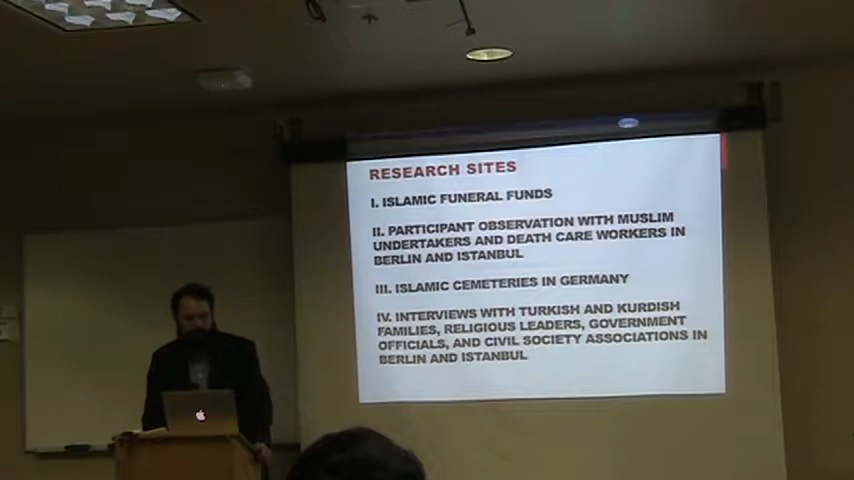 RESEARCH SITES
I. ISLAMIC FUNERAL FUNDS
II. PARTICIPANT OBSERVATION WITH MUSLIM
UNDERTAKERS AND DEATH CARE WORKERS IN
BERLIN AND ISTANBUL
III. ISLAMIC CEMETERIES IN GERMANY
IV. INTERVIEWS WITH TURKISH AND KURDISH
FAMILIES, RELIGIOUS LEADERS, GOVERNMENT
OFFICIALS, AND CIVIL SOCIETY ASSOCIATIONS IN
BERLIN AND ISTANBUL